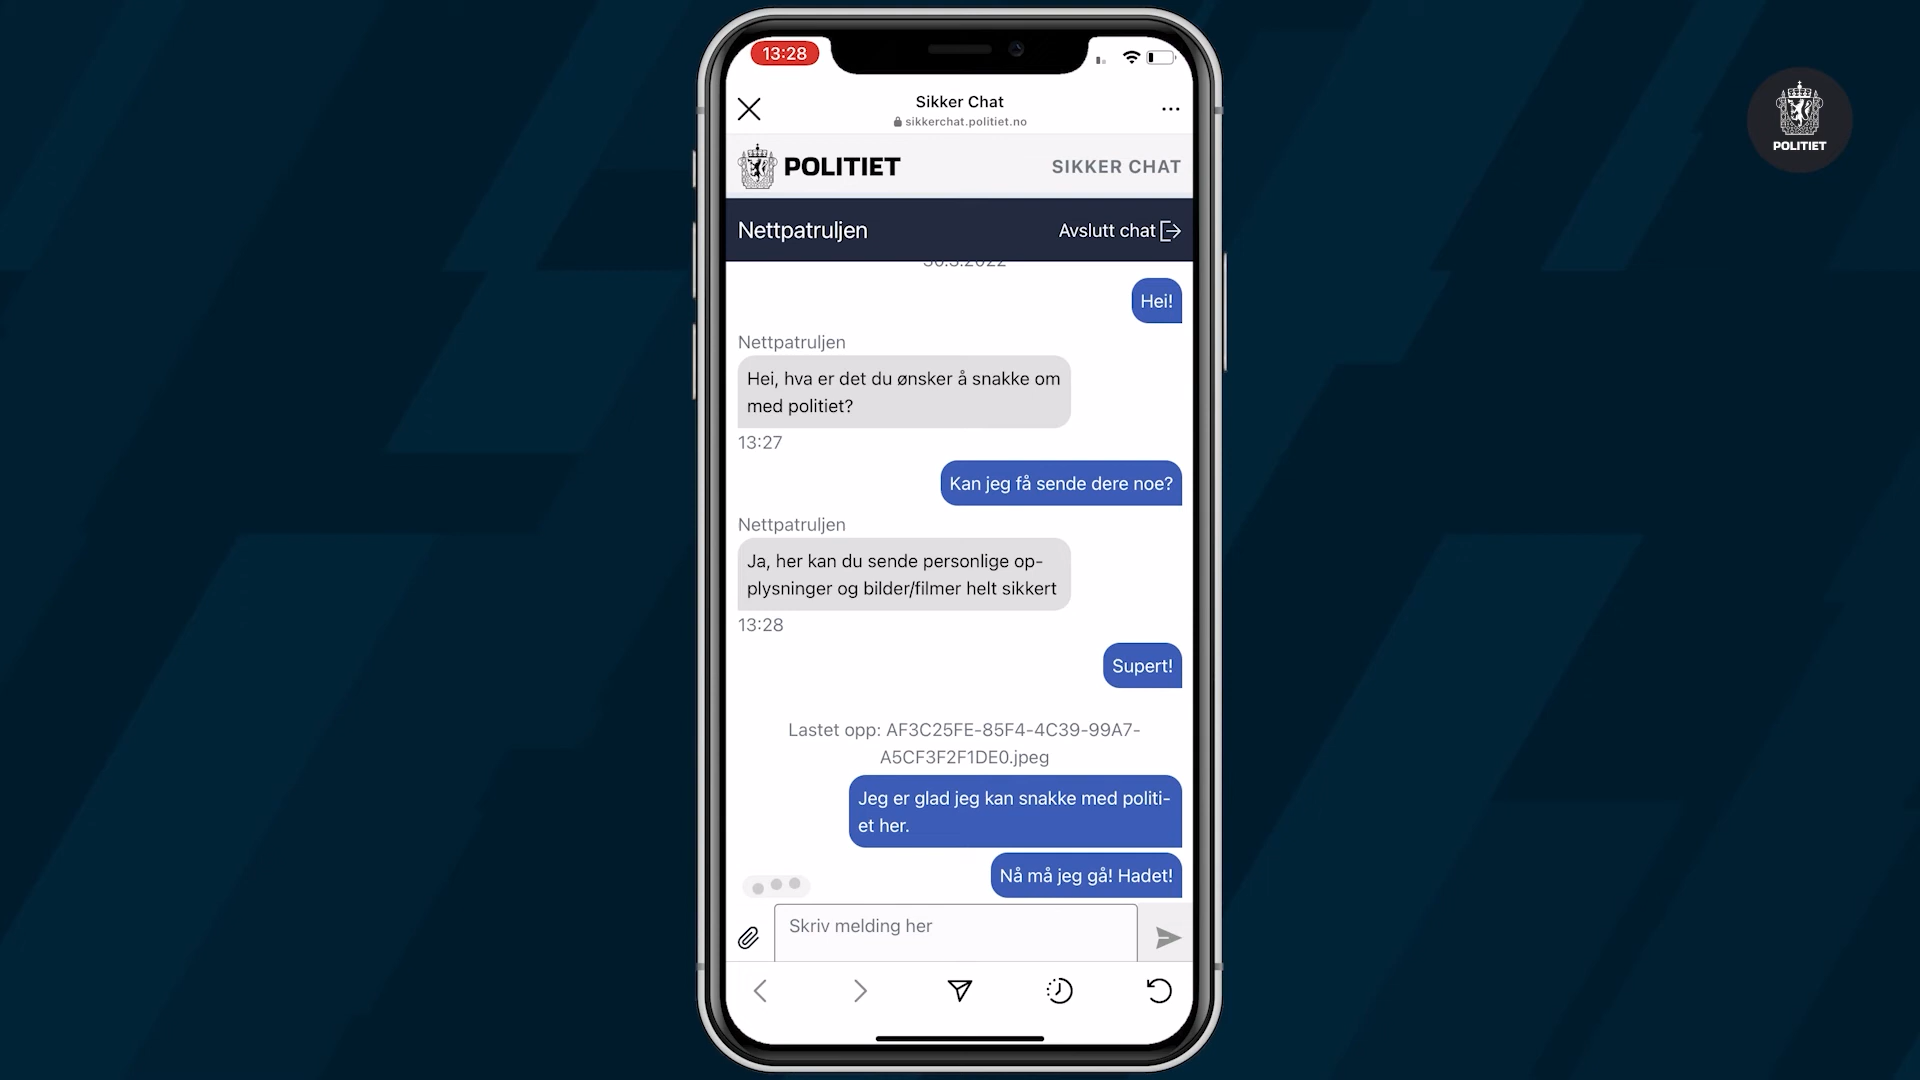 13:28
Sikker Chat
sikkerchat.politiet.no
POLITIET
SIKKER CHAT
POLITIET
Nettpatruljen
Avslutt chat
30.3.2022
Hei!
Nettpatruljen
Hei, hva er det du ønsker å snakke om
med politiet?
13:27
Kan jeg få sende dere noe?
Nettpatruljen
Ja, her kan du sende personlige op-
plysninger og bilder/filmer helt sikkert
13:28
Supert!
Lastet opp: AF3C25FE-85F4-4C39-99A7-
A5CF3F2F1DE0.jpeg
Jeg er glad jeg kan snakke med politi-
et her.
Nå må jeg gå! Hadet!
Skriv melding her